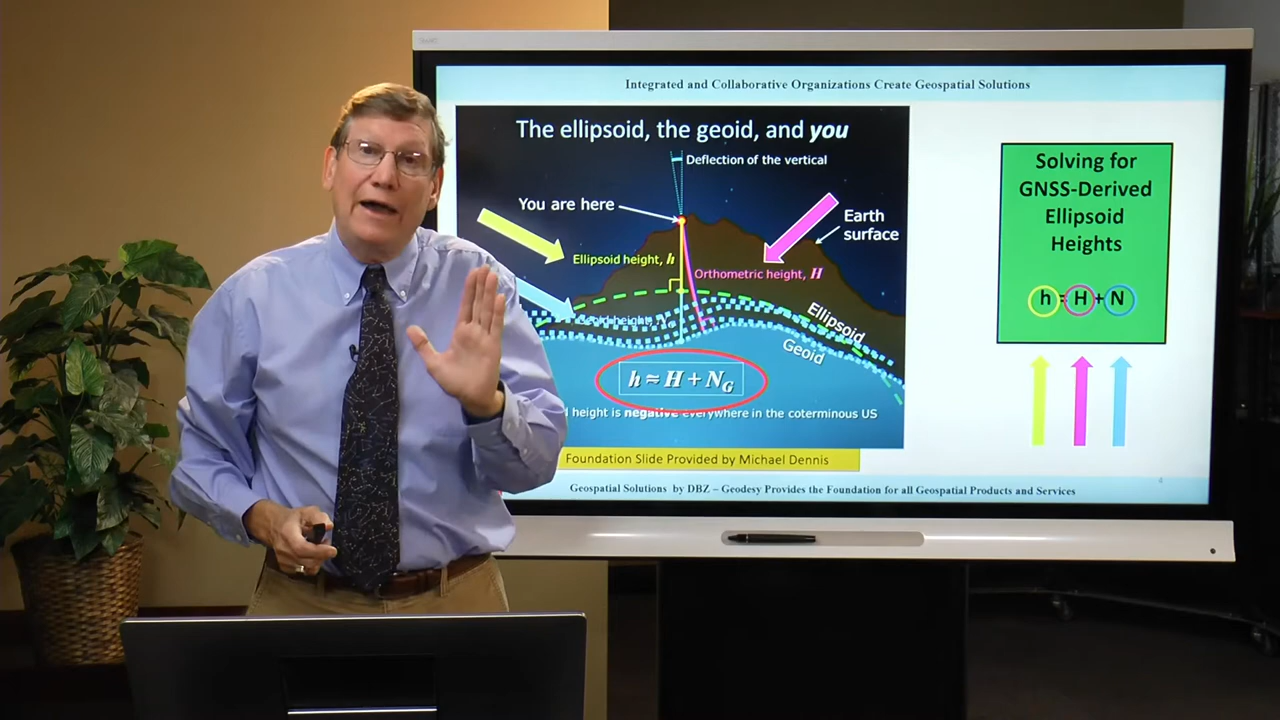 Integrated and Collaborative Organizations Create Geospatial Solutions
The ellipsoid, the geoid, and you
Deflection of the vertical
You are here
Earth
surface
Ellipsoid height, h
Orthometric height, H
Geoid height,
Ellipsoid
Geoid
h ≈ H + N_G
height is negative everywhere in the coterminous US
Foundation Slide Provided by Michael Dennis
Solving for
GNSS-Derived
Ellipsoid
Heights
h = H + N
4
Geospatial Solutions by DBZ – Geodesy Provides the Foundation for all Geospatial Products and Services